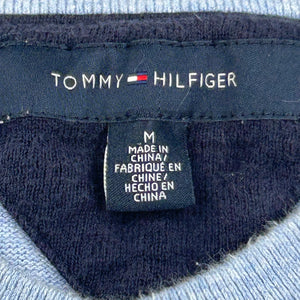 TOMMY HILFIGER
M
MADE IN
CHINA/
FABRIQUÉ EN
CHINE/
HECHO EN
CHINA